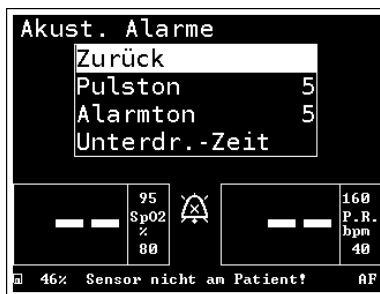 Akust. Alarme
Zurück
Pulston 5
Alarmton 5
Unterdr.-Zeit
-- 95 SpO2 % 80
-- 160 P.R. bpm 40
46% Sensor nicht am Patient! AF